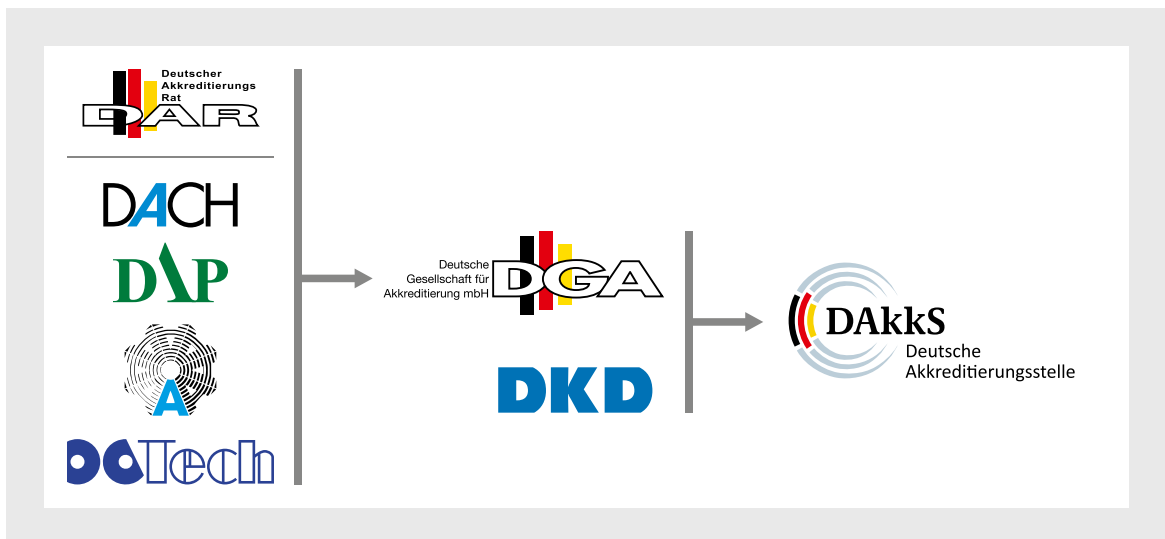 Deutscher
Akkreditierungs
Rat
DAR
DACH
DAP
A
DATech
Deutsche
Gesellschaft für
Akkreditierung mbH
DGA
DKD
DAkkS
Deutsche
Akkreditierungsstelle